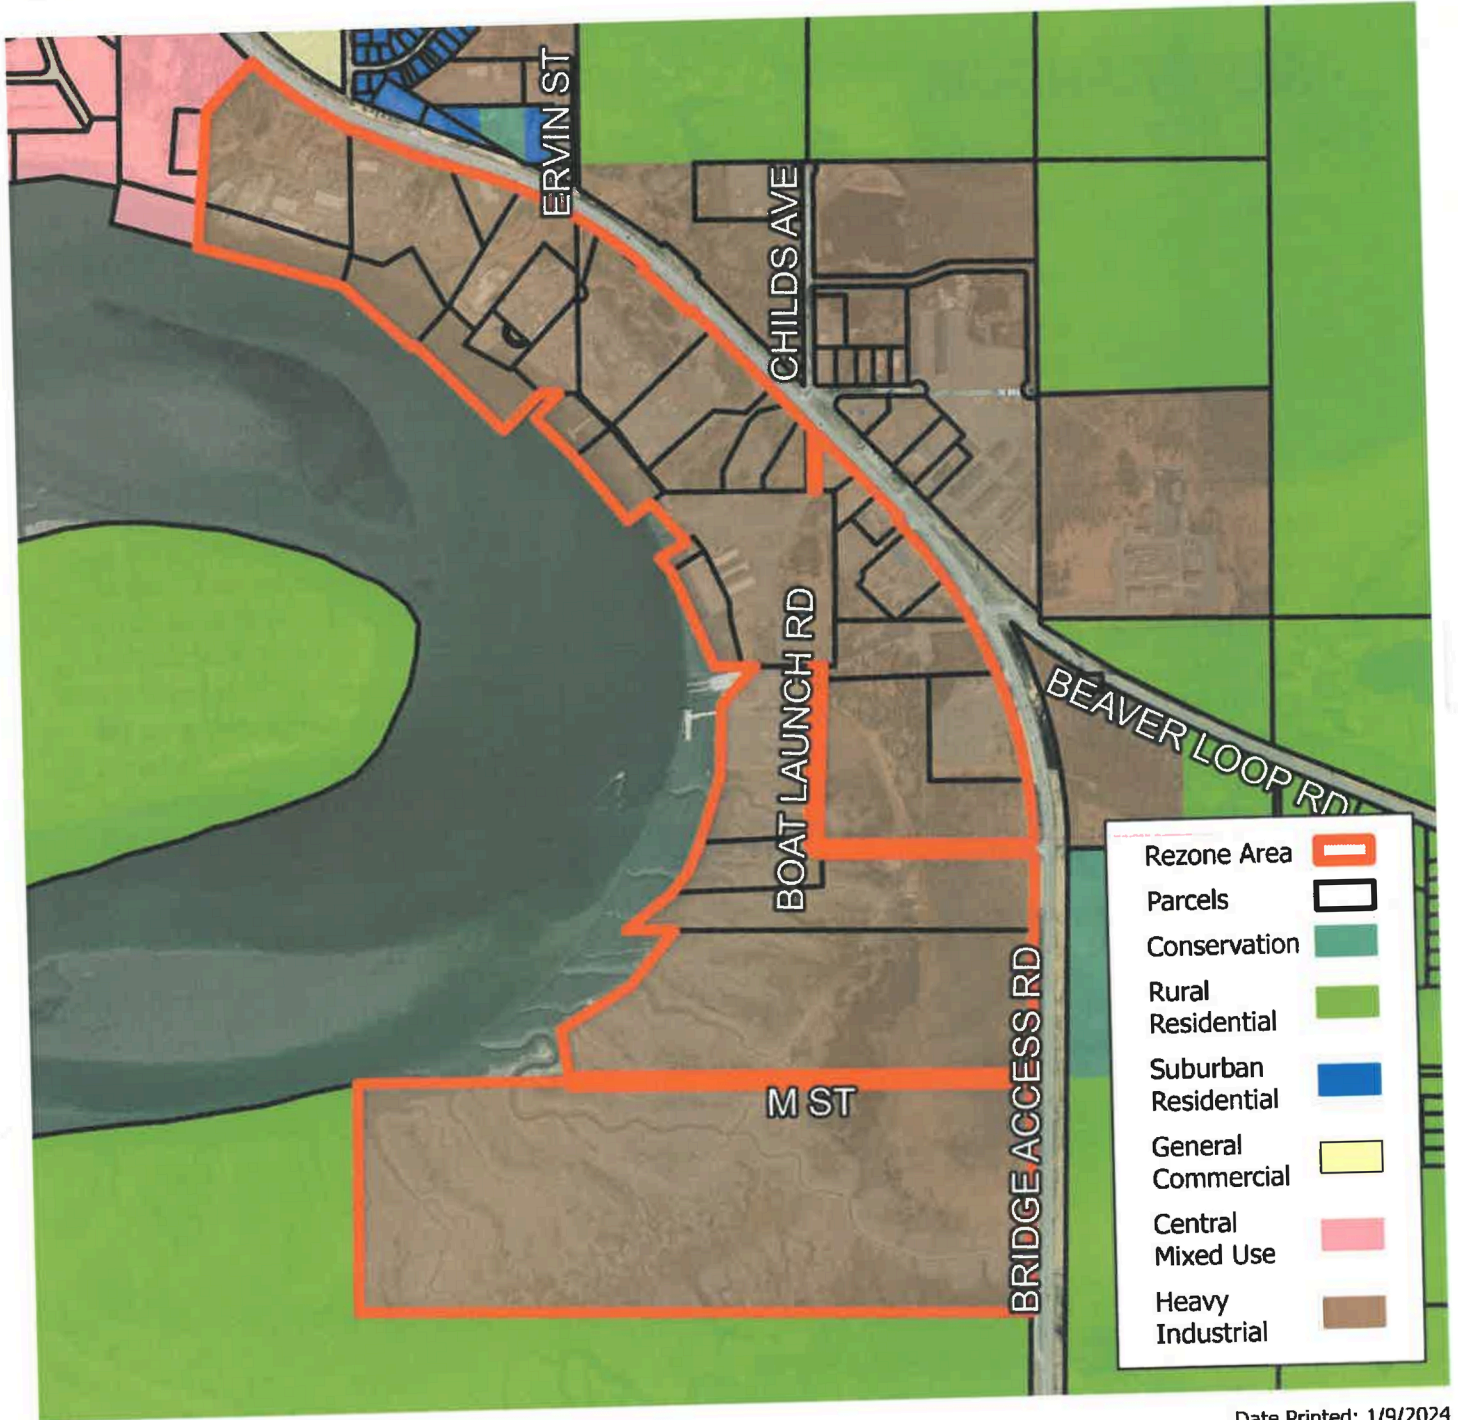 ERVIN ST
CHILDS AVE
BOAT LAUNCH RD
BEAVER LOOP RD
M ST
BRIDGE ACCESS RD
Rezone Area
Parcels
Conservation
Rural
Residential
Suburban
Residential
General
Commercial
Central
Mixed Use
Heavy
Industrial
Date Printed: 1/9/2024